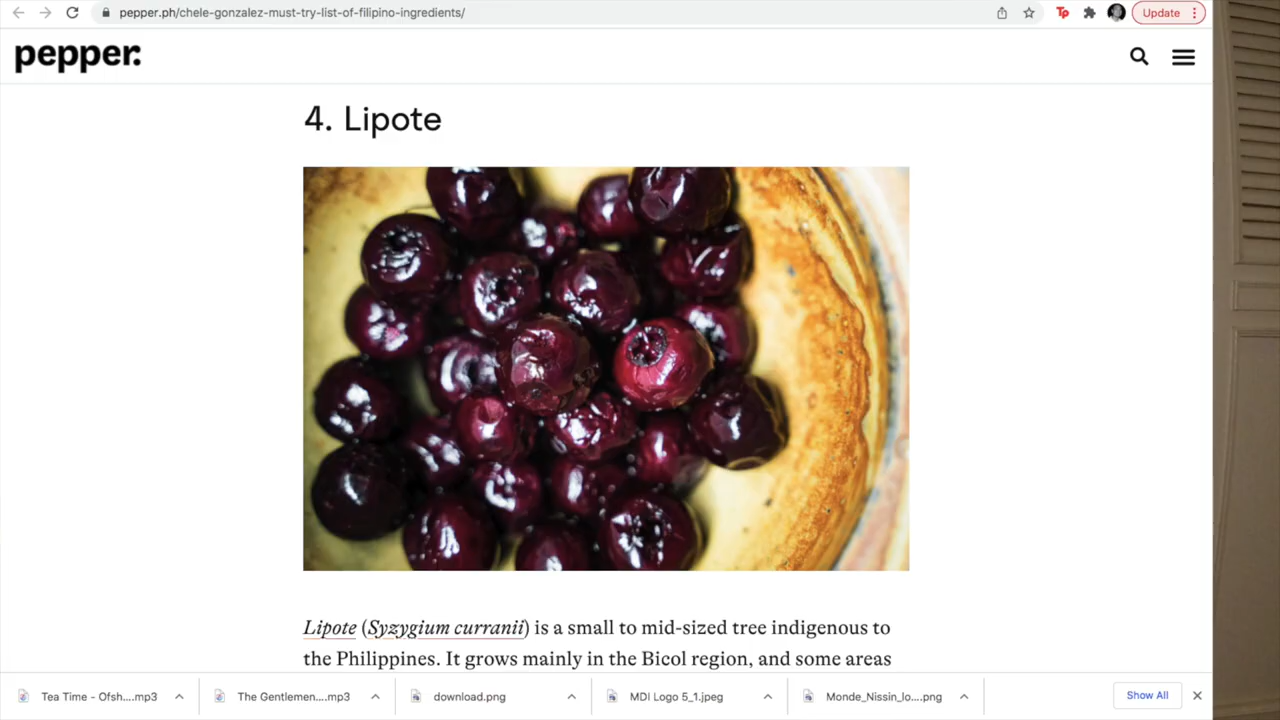 pepper.ph/chele-gonzalez-must-try-list-of-filipino-ingredients/
Tp
Update
pepper:
4. Lipote
Lipote (Syzygium curranii) is a small to mid-sized tree indigenous to
the Philippines. It grows mainly in the Bicol region, and some areas
Tea Time - Ofsh....mp3
The Gentlemen....mp3
download.png
MDI Logo 5_1.jpeg
Monde_Nissin_lo....png
Show All